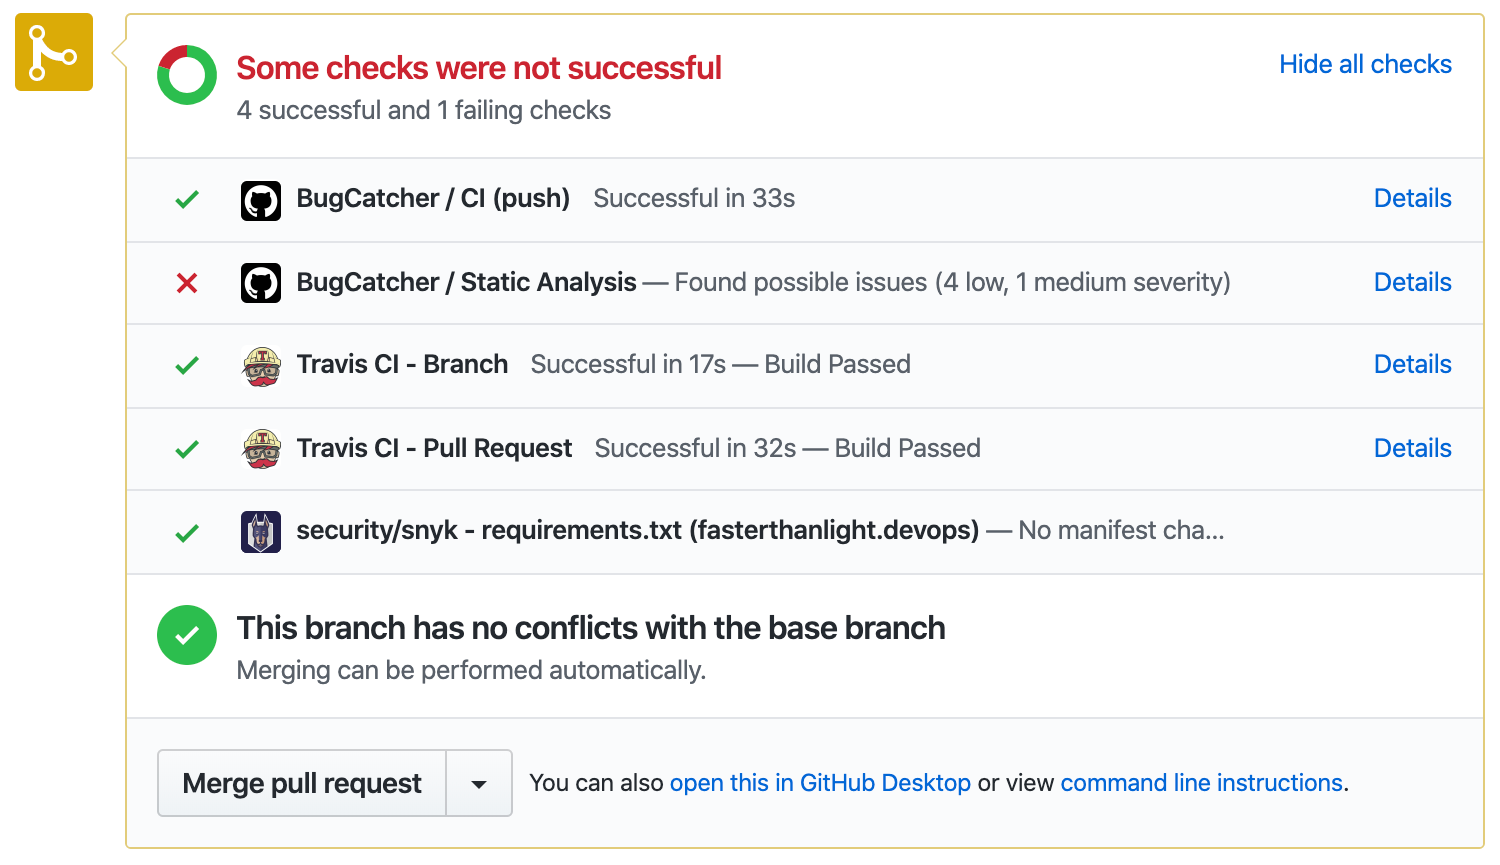 Some checks were not successful
Hide all checks
4 successful and 1 failing checks
BugCatcher / CI (push) Successful in 33s Details
BugCatcher / Static Analysis — Found possible issues (4 low, 1 medium severity) Details
Travis CI - Branch Successful in 17s — Build Passed Details
Travis CI - Pull Request Successful in 32s — Build Passed Details
security/snyk - requirements.txt (fasterthanlight.devops) — No manifest cha...
This branch has no conflicts with the base branch
Merging can be performed automatically.
Merge pull request You can also open this in GitHub Desktop or view command line instructions.